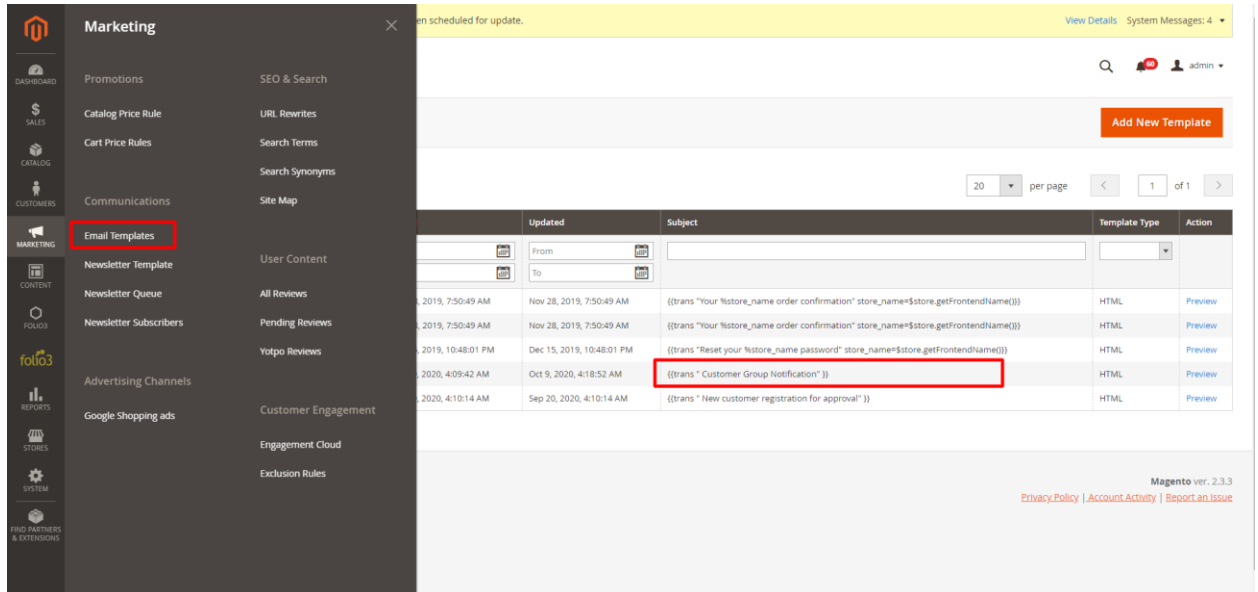 Marketing
en scheduled for update.
View Details System Messages: 4
60
admin
Add New Template
DASHBOARD
SALES
CATALOG
CUSTOMERS
MARKETING
CONTENT
FOLIO3
folio3
REPORTS
STORES
SYSTEM
FIND PARTNERS
& EXTENSIONS
Promotions
Catalog Price Rule
Cart Price Rules
Communications
Email Templates
Newsletter Template
Newsletter Queue
Newsletter Subscribers
Advertising Channels
Google Shopping ads
SEO & Search
URL Rewrites
Search Terms
Search Synonyms
Site Map
User Content
All Reviews
Pending Reviews
Yotpo Reviews
Customer Engagement
Engagement Cloud
Exclusion Rules
20 per page 1 of 1
Updated Subject Template Type Action
From
To
, 2019, 7:50:49 AM Nov 28, 2019, 7:50:49 AM {{trans "Your %store_name order confirmation" store_name=$store.getFrontendName()}} HTML Preview
, 2019, 7:50:49 AM Nov 28, 2019, 7:50:49 AM {{trans "Your %store_name order confirmation" store_name=$store.getFrontendName()}} HTML Preview
, 2019, 10:48:01 PM Dec 15, 2019, 10:48:01 PM {{trans "Reset your %store_name password" store_name=$store.getFrontendName()}} HTML Preview
, 2020, 4:09:42 AM Oct 9, 2020, 4:18:52 AM {{trans " Customer Group Notification" }} HTML Preview
, 2020, 4:10:14 AM Sep 20, 2020, 4:10:14 AM {{trans " New customer registration for approval" }} HTML Preview
Magento ver. 2.3.3
Privacy Policy | Account Activity | Report an Issue